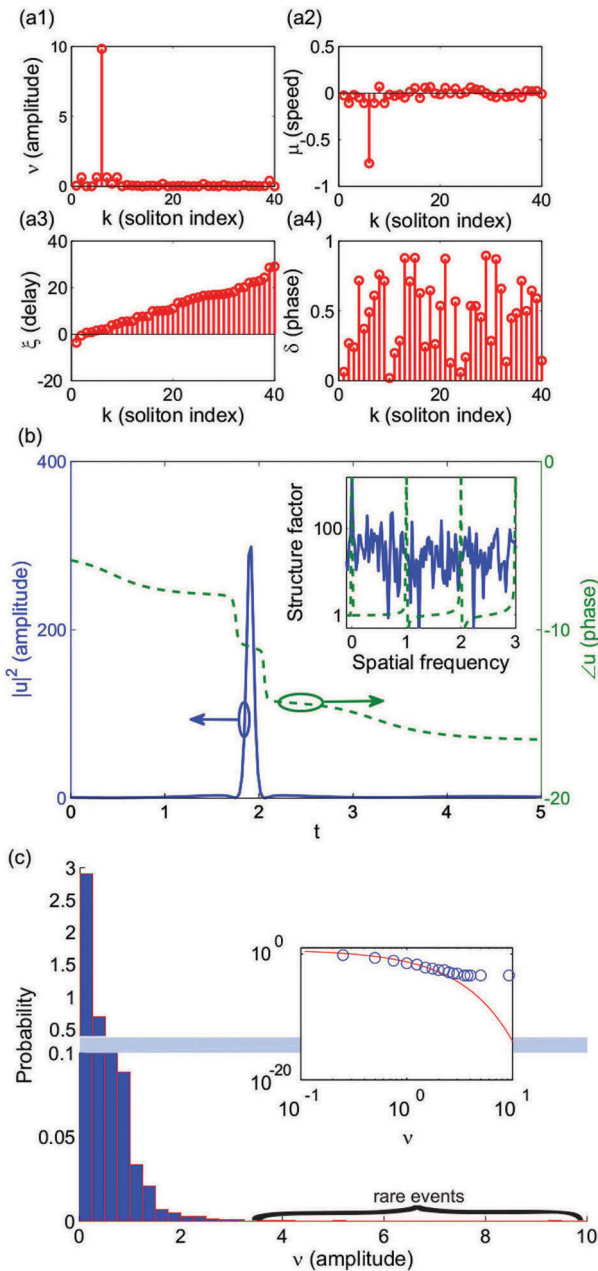 (a1)
(a2)
10
5
0
ν (amplitude)
0
20
40
k (soliton index)
0.5
0
-0.5
-1
μ (speed)
0
20
40
k (soliton index)
(a3)
(a4)
40
20
0
-20
ξ (delay)
0
20
40
k (soliton index)
1
0.5
0
δ (phase)
0
20
40
k (soliton index)
(b)
400
200
0
|u|² (amplitude)
0
-10
-20
∠u (phase)
0
1
2
3
4
5
t
Structure factor
100
1
0
1
2
3
Spatial frequency
(c)
3
2.5
2
1.5
1
0.5
0.1
0.05
0
Probability
10⁰
10⁻²⁰
10⁻¹
10⁰
10¹
ν
rare events
0
2
4
6
8
10
ν (amplitude)